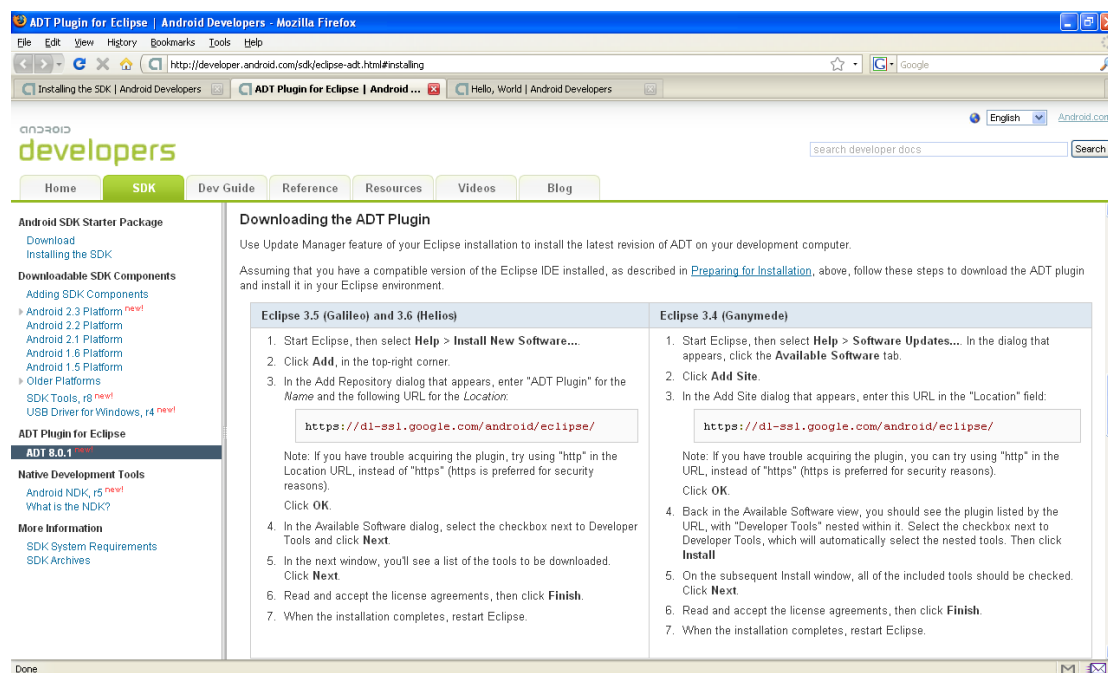 ADT Plugin for Eclipse | Android Developers - Mozilla Firefox
File Edit View History Bookmarks Tools Help
http://developer.android.com/sdk/eclipse-adt.html#installing
Google
Installing the SDK | Android Developers
ADT Plugin for Eclipse | Android ...
Hello, World | Android Developers
English
Android.com
android
developers
search developer docs
Search
Home SDK Dev Guide Reference Resources Videos Blog
Android SDK Starter Package
Download
Installing the SDK
Downloadable SDK Components
Adding SDK Components
Android 2.3 Platform new!
Android 2.2 Platform
Android 2.1 Platform
Android 1.6 Platform
Android 1.5 Platform
Older Platforms
SDK Tools, r8 new!
USB Driver for Windows, r4 new!
ADT Plugin for Eclipse
ADT 8.0.1 new!
Native Development Tools
Android NDK, r5 new!
What is the NDK?
More Information
SDK System Requirements
SDK Archives
Downloading the ADT Plugin
Use Update Manager feature of your Eclipse installation to install the latest revision of ADT on your development computer.
Assuming that you have a compatible version of the Eclipse IDE installed, as described in Preparing for Installation, above, follow these steps to download the ADT plugin
and install it in your Eclipse environment.
Eclipse 3.5 (Galileo) and 3.6 (Helios)
1. Start Eclipse, then select Help > Install New Software....
2. Click Add, in the top-right corner.
3. In the Add Repository dialog that appears, enter "ADT Plugin" for the
Name and the following URL for the Location:
https://dl-ssl.google.com/android/eclipse/
Note: If you have trouble acquiring the plugin, try using "http" in the
Location URL, instead of "https" (https is preferred for security
reasons).
Click OK.
4. In the Available Software dialog, select the checkbox next to Developer
Tools and click Next.
5. In the next window, you'll see a list of the tools to be downloaded.
Click Next.
6. Read and accept the license agreements, then click Finish.
7. When the installation completes, restart Eclipse.
Eclipse 3.4 (Ganymede)
1. Start Eclipse, then select Help > Software Updates.... In the dialog that
appears, click the Available Software tab.
2. Click Add Site.
3. In the Add Site dialog that appears, enter this URL in the "Location" field:
https://dl-ssl.google.com/android/eclipse/
Note: If you have trouble acquiring the plugin, you can try using "http" in the
URL, instead of "https" (https is preferred for security reasons).
Click OK.
4. Back in the Available Software view, you should see the plugin listed by the
URL, with "Developer Tools" nested within it. Select the checkbox next to
Developer Tools, which will automatically select the nested tools. Then click
Install
5. On the subsequent Install window, all of the included tools should be checked.
Click Next.
6. Read and accept the license agreements, then click Finish.
7. When the installation completes, restart Eclipse.
Done